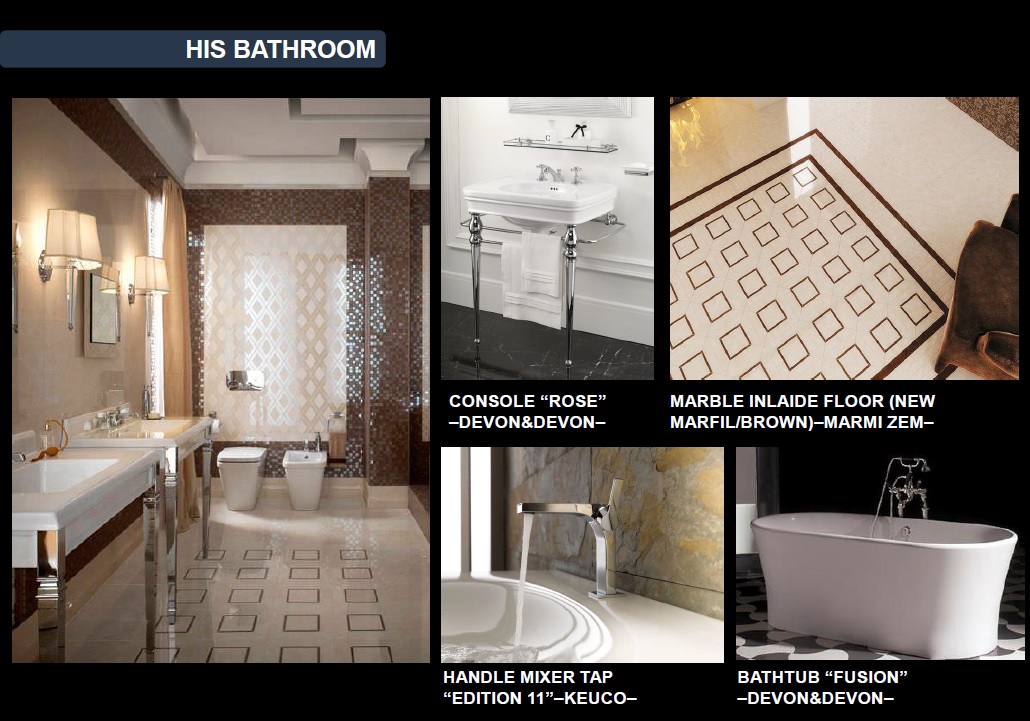 HIS BATHROOM
CONSOLE “ROSE”
–DEVON&DEVON–
MARBLE INLAIDE FLOOR (NEW
MARFIL/BROWN)–MARMI ZEM–
HANDLE MIXER TAP
“EDITION 11”–KEUCO–
BATHTUB “FUSION”
–DEVON&DEVON–